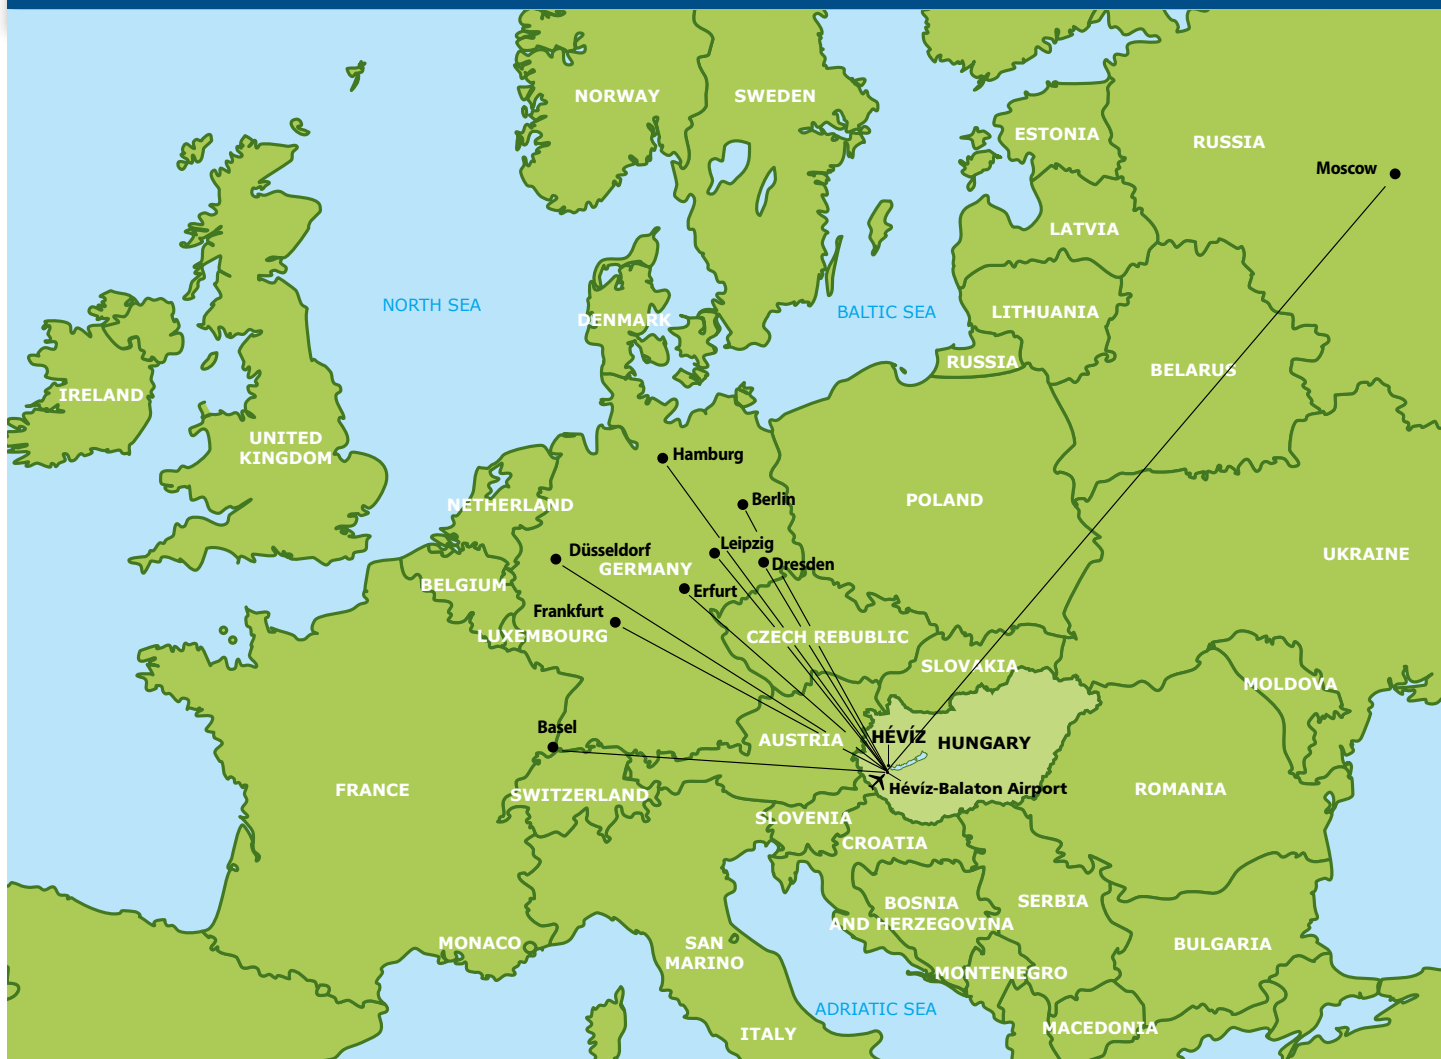 NORWAY
SWEDEN
ESTONIA
RUSSIA
Moscow
LATVIA
NORTH SEA
BALTIC SEA
LITHUANIA
DENMARK
RUSSIA
BELARUS
IRELAND
UNITED
KINGDOM
Hamburg
Berlin
POLAND
NETHERLAND
Leipzig
Düsseldorf
UKRAINE
GERMANY
Dresden
BELGIUM
Erfurt
Frankfurt
LUXEMBOURG
CZECH REBUBLIC
SLOVAKIA
MOLDOVA
Basel
AUSTRIA
HÉVÍZ
HUNGARY
FRANCE
SWITZERLAND
Hévíz-Balaton Airport
ROMANIA
SLOVENIA
CROATIA
BOSNIA
AND HERZEGOVINA
SERBIA
MONACO
SAN
MARINO
BULGARIA
MONTENEGRO
ADRIATIC SEA
ITALY
MACEDONIA